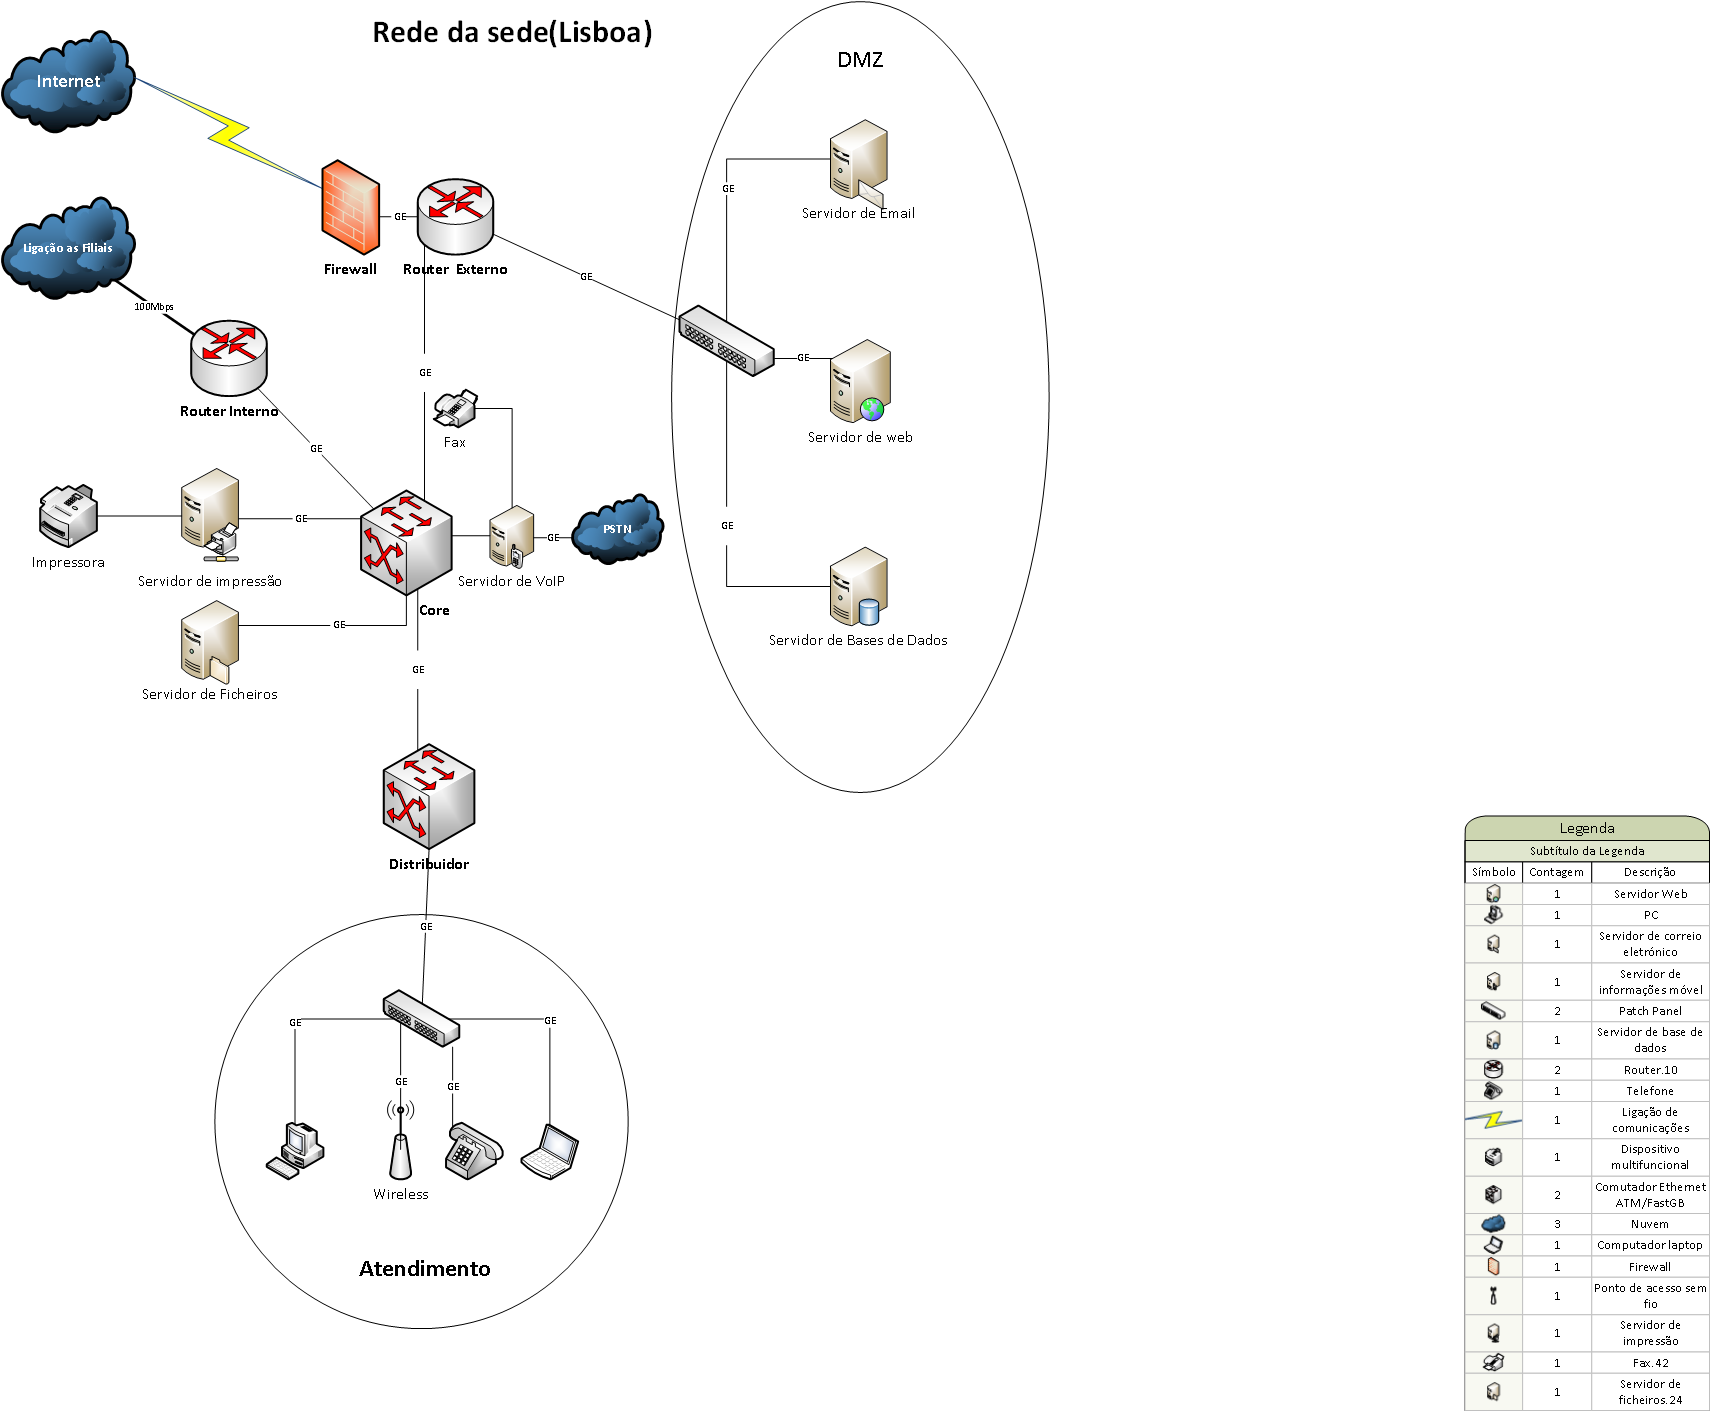 Rede da sede(Lisboa)
DMZ
Internet
Servidor de Email
GE
GE
Firewall
Router Externo
GE
Ligação as Filiais
100Mbps
GE
Router Interno
GE
GE
Servidor de web
Fax
GE
Impressora
GE
Servidor de impressão
GE
PSTN
Servidor de VoIP
Core
GE
GE
Servidor de Bases de Dados
Servidor de Ficheiros
GE
Distribuidor
GE
GE
GE
GE
GE
Wireless
Atendimento
Legenda
Subtítulo da Legenda
Símbolo Contagem Descrição
1 Servidor Web
1 PC
1 Servidor de correio
eletrónico
1 Servidor de
informações móvel
2 Patch Panel
1 Servidor de base de
dados
2 Router.10
1 Telefone
1 Ligação de
comunicações
1 Dispositivo
multifuncional
2 Comutador Ethernet
ATM/FastGB
3 Nuvem
1 Computador laptop
1 Firewall
1 Ponto de acesso sem
fio
1 Servidor de
impressão
1 Fax.42
1 Servidor de
ficheiros.24